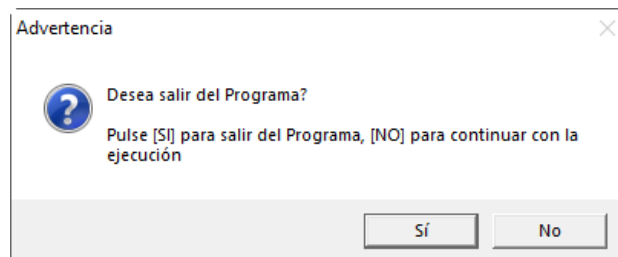 Advertencia
Desea salir del Programa?
Pulse [SI] para salir del Programa, [NO] para continuar con la
ejecución
Sí
No